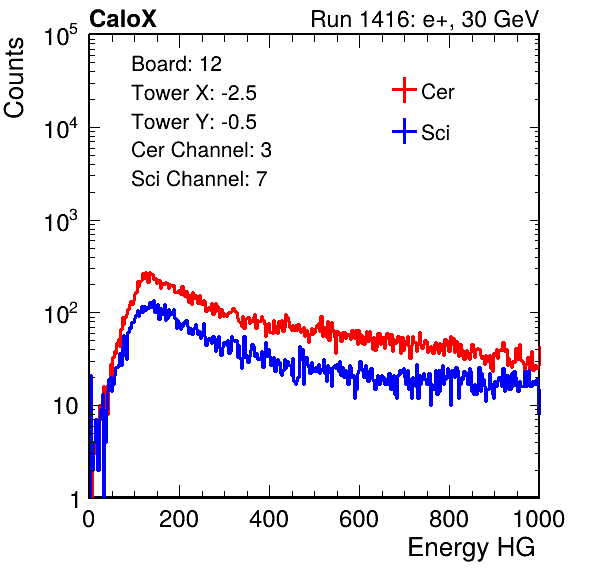 CaloX Run 1416: e+, 30 GeV
Counts
Board: 12
Tower X: -2.5
Tower Y: -0.5
Cer Channel: 3
Sci Channel: 7
Cer
Sci
10^5
10^4
10^3
10^2
10
1
0 200 400 600 800 1000
Energy HG